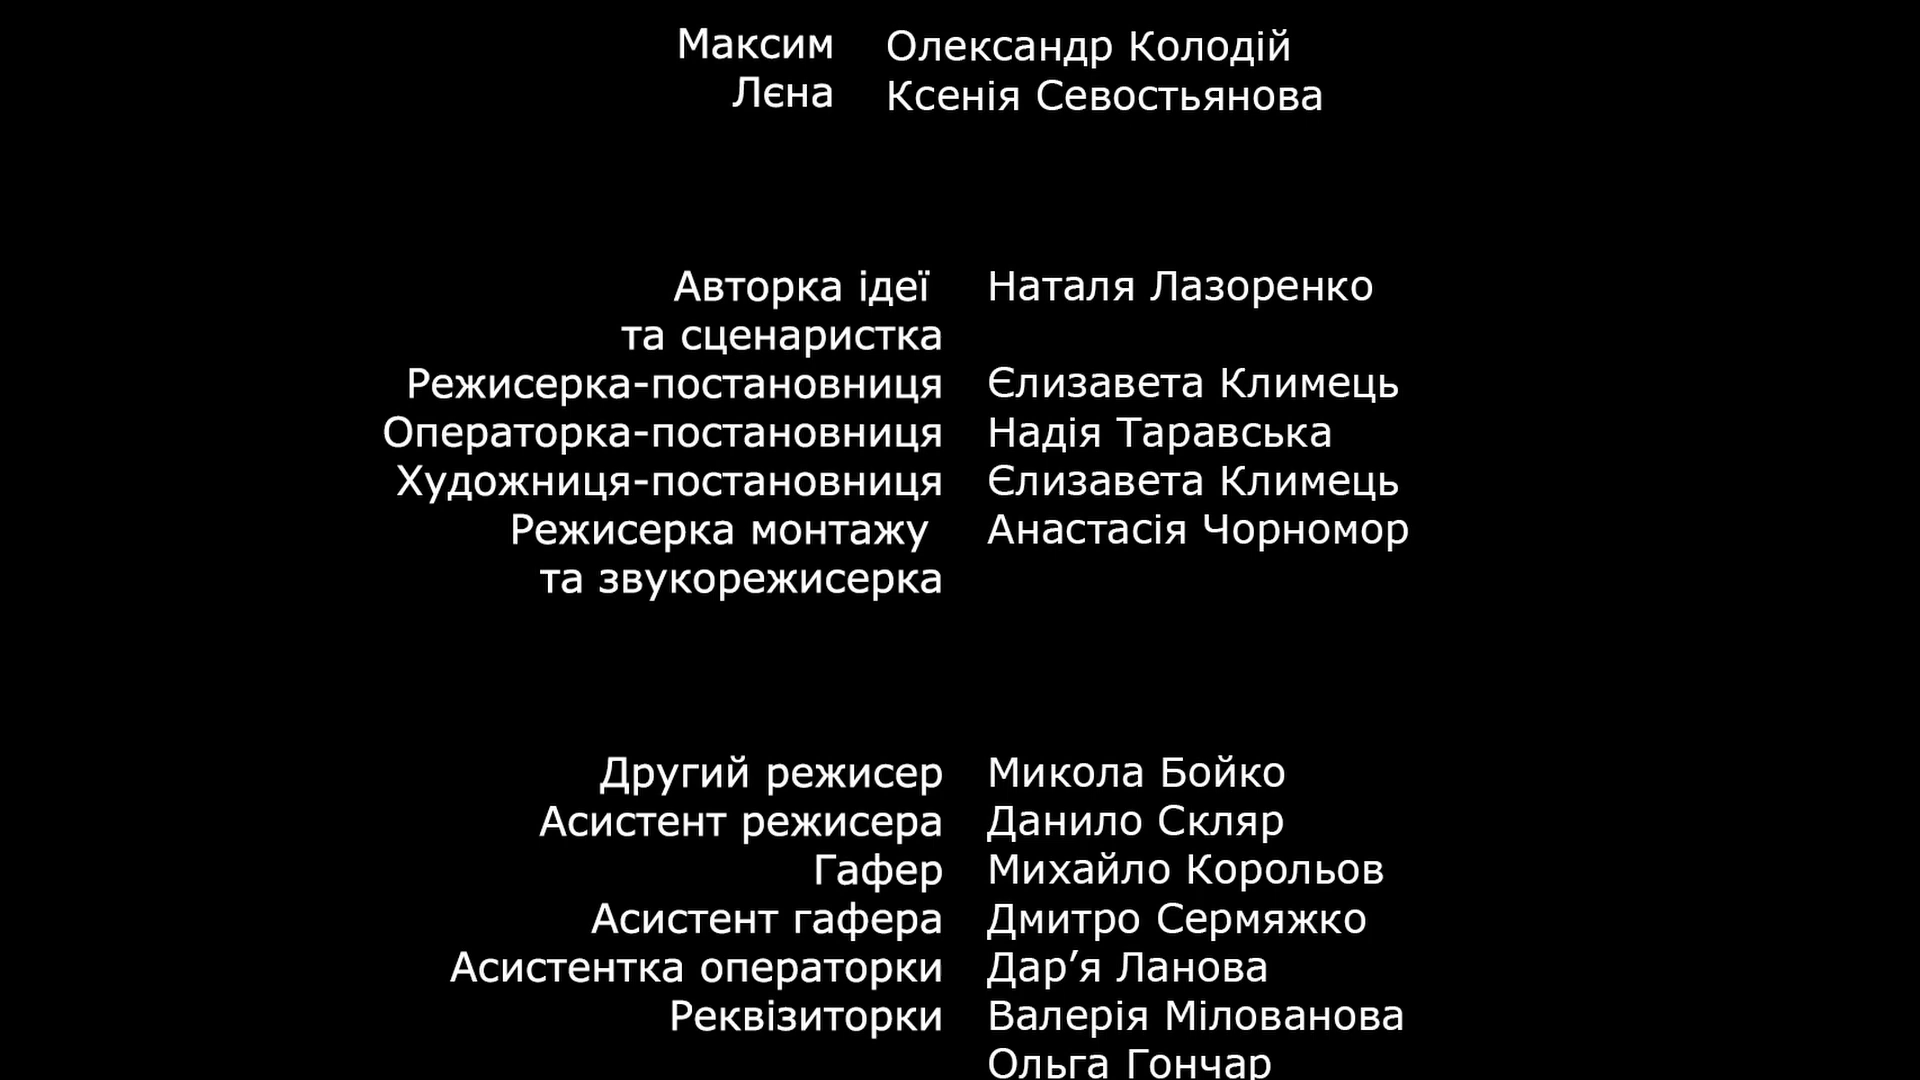 Максим Олександр Колодій
Лєна Ксенія Севостьянова
Авторка ідеї Наталя Лазоренко
та сценаристка
Режисерка-постановниця Єлизавета Климець
Операторка-постановниця Надія Таравська
Художниця-постановниця Єлизавета Климець
Режисерка монтажу Анастасія Чорномор
та звукорежисерка
Другий режисер Микола Бойко
Асистент режисера Данило Скляр
Гафер Михайло Корольов
Асистент гафера Дмитро Сермяжко
Асистентка операторки Дар’я Ланова
Реквізиторки Валерія Мілованова
Ольга Гончар